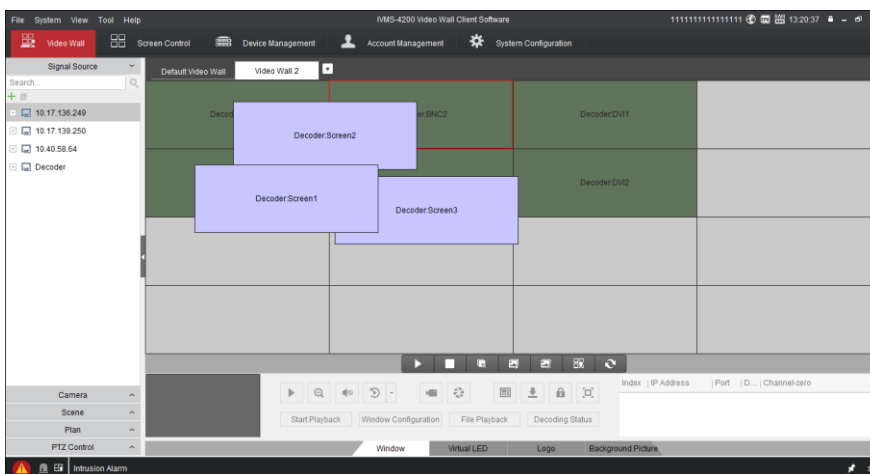 File System View Tool Help IVMS-4200 Video Wall Client Software 1111111111111111 13:20:37
Video Wall Screen Control Device Management Account Management System Configuration
Signal Source
Default Video Wall Video Wall 2
Search...
10.17.136.249
10.17.139.250
10.40.58.64
Decoder
Decod
er:BNC2
Decoder:DVI1
Decoder:Screen2
Decoder:DVI2
Decoder:Screen1
Decoder:Screen3
Index IP Address Port D... Channel-zero
Start Playback Window Configuration File Playback Decoding Status
Camera
Scene
Plan
PTZ Control
Window Virtual LED Logo Background Picture
Intrusion Alarm